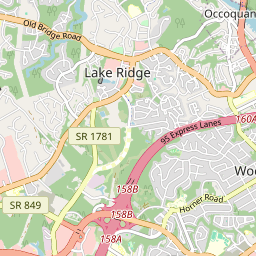 Occoquan
Old Bridge Road
Lake Ridge
160A
95 Express Lanes
SR 1781
Woo
158B
SR 849
Horner Road
158B
158A